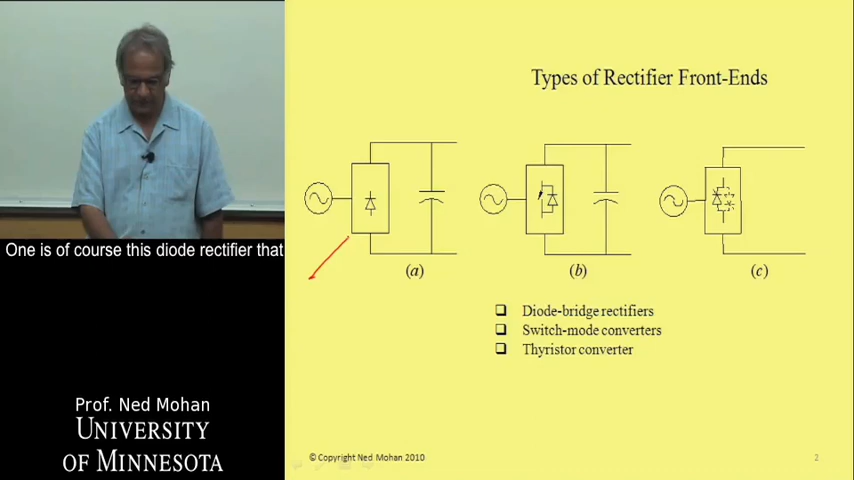 Types of Rectifier Front-Ends
One is of course this diode rectifier that
(a)
(b)
(c)
Diode-bridge rectifiers
Switch-mode converters
Thyristor converter
Prof. Ned Mohan
UNIVERSITY
OF MINNESOTA
© Copyright Ned Mohan 2010
2